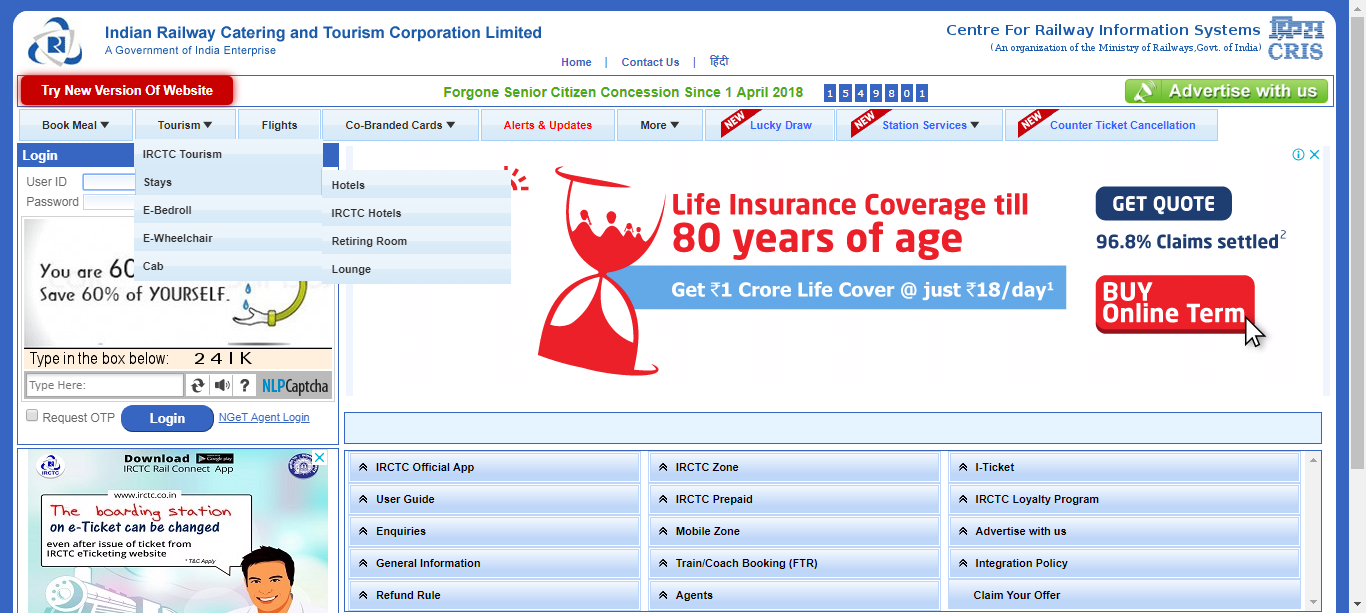 Indian Railway Catering and Tourism Corporation Limited
A Government of India Enterprise
Home | Contact Us | हिंदी
Centre For Railway Information Systems
(An organization of the Ministry of Railways,Govt. of India)
CRIS
Try New Version Of Website
Forgone Senior Citizen Concession Since 1 April 2018
1 5 4 9 8 0 1
Advertise with us
Book Meal
Tourism
Flights
Co-Branded Cards
Alerts & Updates
More
NEW Lucky Draw
NEW Station Services
NEW Counter Ticket Cancellation
Login
User ID
Password
IRCTC Tourism
Stays
E-Bedroll
E-Wheelchair
Cab
Hotels
IRCTC Hotels
Retiring Room
Lounge
You are 60
Save 60% of YOURSELF.
Type in the box below: 2 4 I K
Type Here:
?
NLPCaptcha
Request OTP
Login
NGeT Agent Login
Life Insurance Coverage till
80 years of age
Get ₹1 Crore Life Cover @ just ₹18/day1
GET QUOTE
96.8% Claims settled2
BUY
Online Term
IRCTC
Download Google play
IRCTC Rail Connect App
www.irctc.co.in
The boarding station
on e-Ticket can be changed
even after issue of ticket from
IRCTC eTicketing website
* T&C Apply
IRCTC Official App
IRCTC Zone
I-Ticket
User Guide
IRCTC Prepaid
IRCTC Loyalty Program
Enquiries
Mobile Zone
Advertise with us
General Information
Train/Coach Booking (FTR)
Integration Policy
Refund Rule
Agents
Claim Your Offer